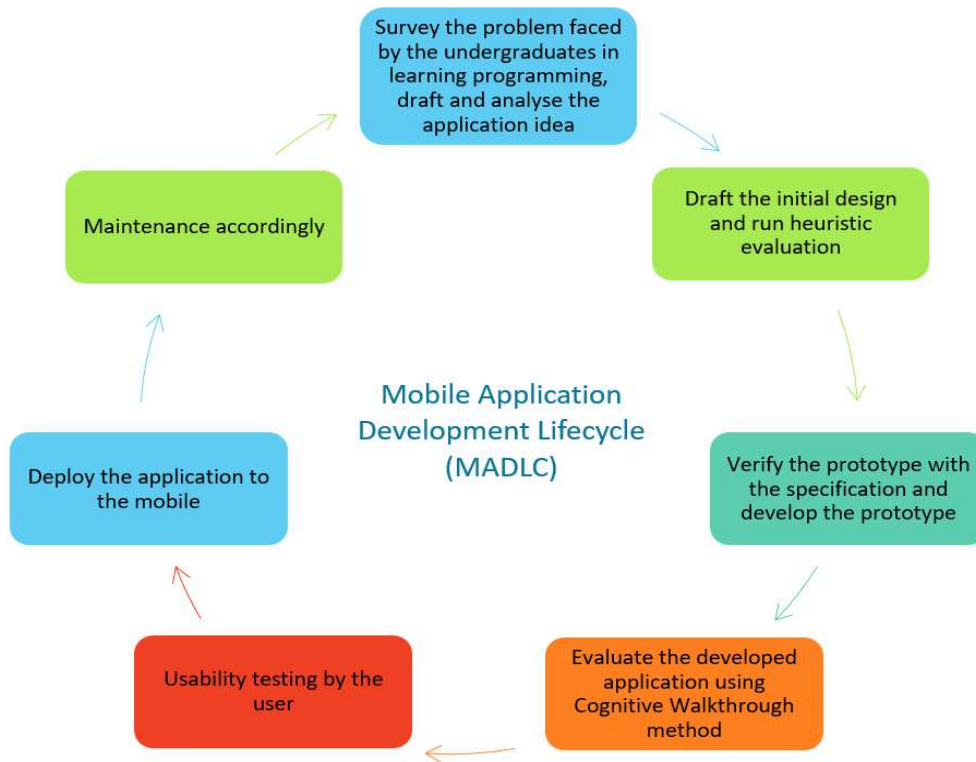 Survey the problem faced
by the undergraduates in
learning programming,
draft and analyse the
application idea
Draft the initial design
and run heuristic
evaluation
Verify the prototype with
the specification and
develop the prototype
Evaluate the developed
application using
Cognitive Walkthrough
method
Usability testing by the
user
Deploy the application to
the mobile
Maintenance accordingly
Mobile Application
Development Lifecycle
(MADLC)